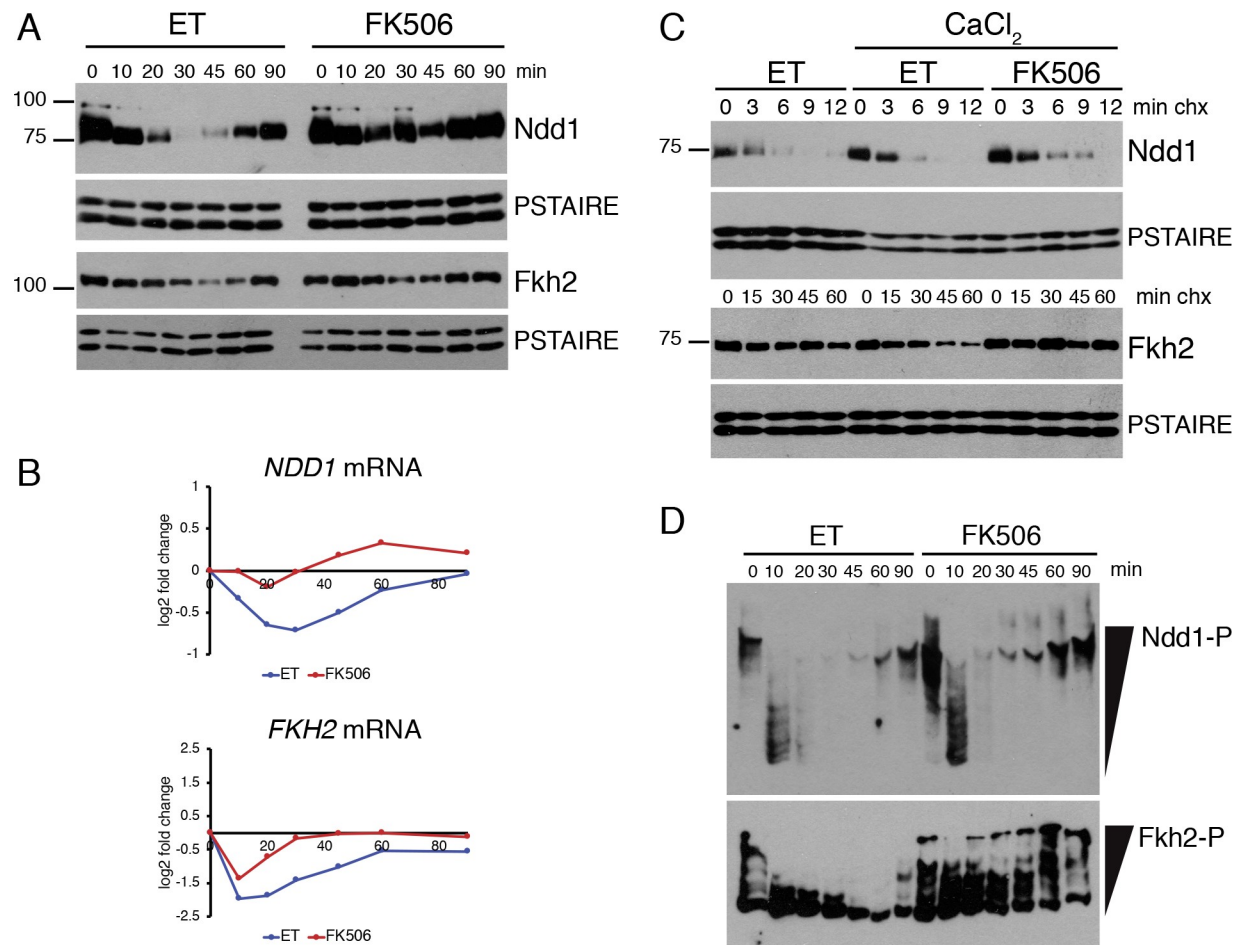 A
ET FK506
0 10 20 30 45 60 90 0 10 20 30 45 60 90 min
100
75
Ndd1
PSTAIRE
100
Fkh2
PSTAIRE
B
NDD1 mRNA
log2 fold change
1
0.5
0
-0.5
-1
0 20 40 60 80
ET FK506
FKH2 mRNA
log2 fold change
2.5
1.5
0.5
-0.5
-1.5
-2.5
0 20 40 60 80
ET FK506
C
CaCl2
ET ET FK506
0 3 6 9 12 0 3 6 9 12 0 3 6 9 12 min chx
75
Ndd1
PSTAIRE
0 15 30 45 60 0 15 30 45 60 0 15 30 45 60 min chx
75
Fkh2
PSTAIRE
D
ET FK506
0 10 20 30 45 60 90 0 10 20 30 45 60 90 min
Ndd1-P
Fkh2-P